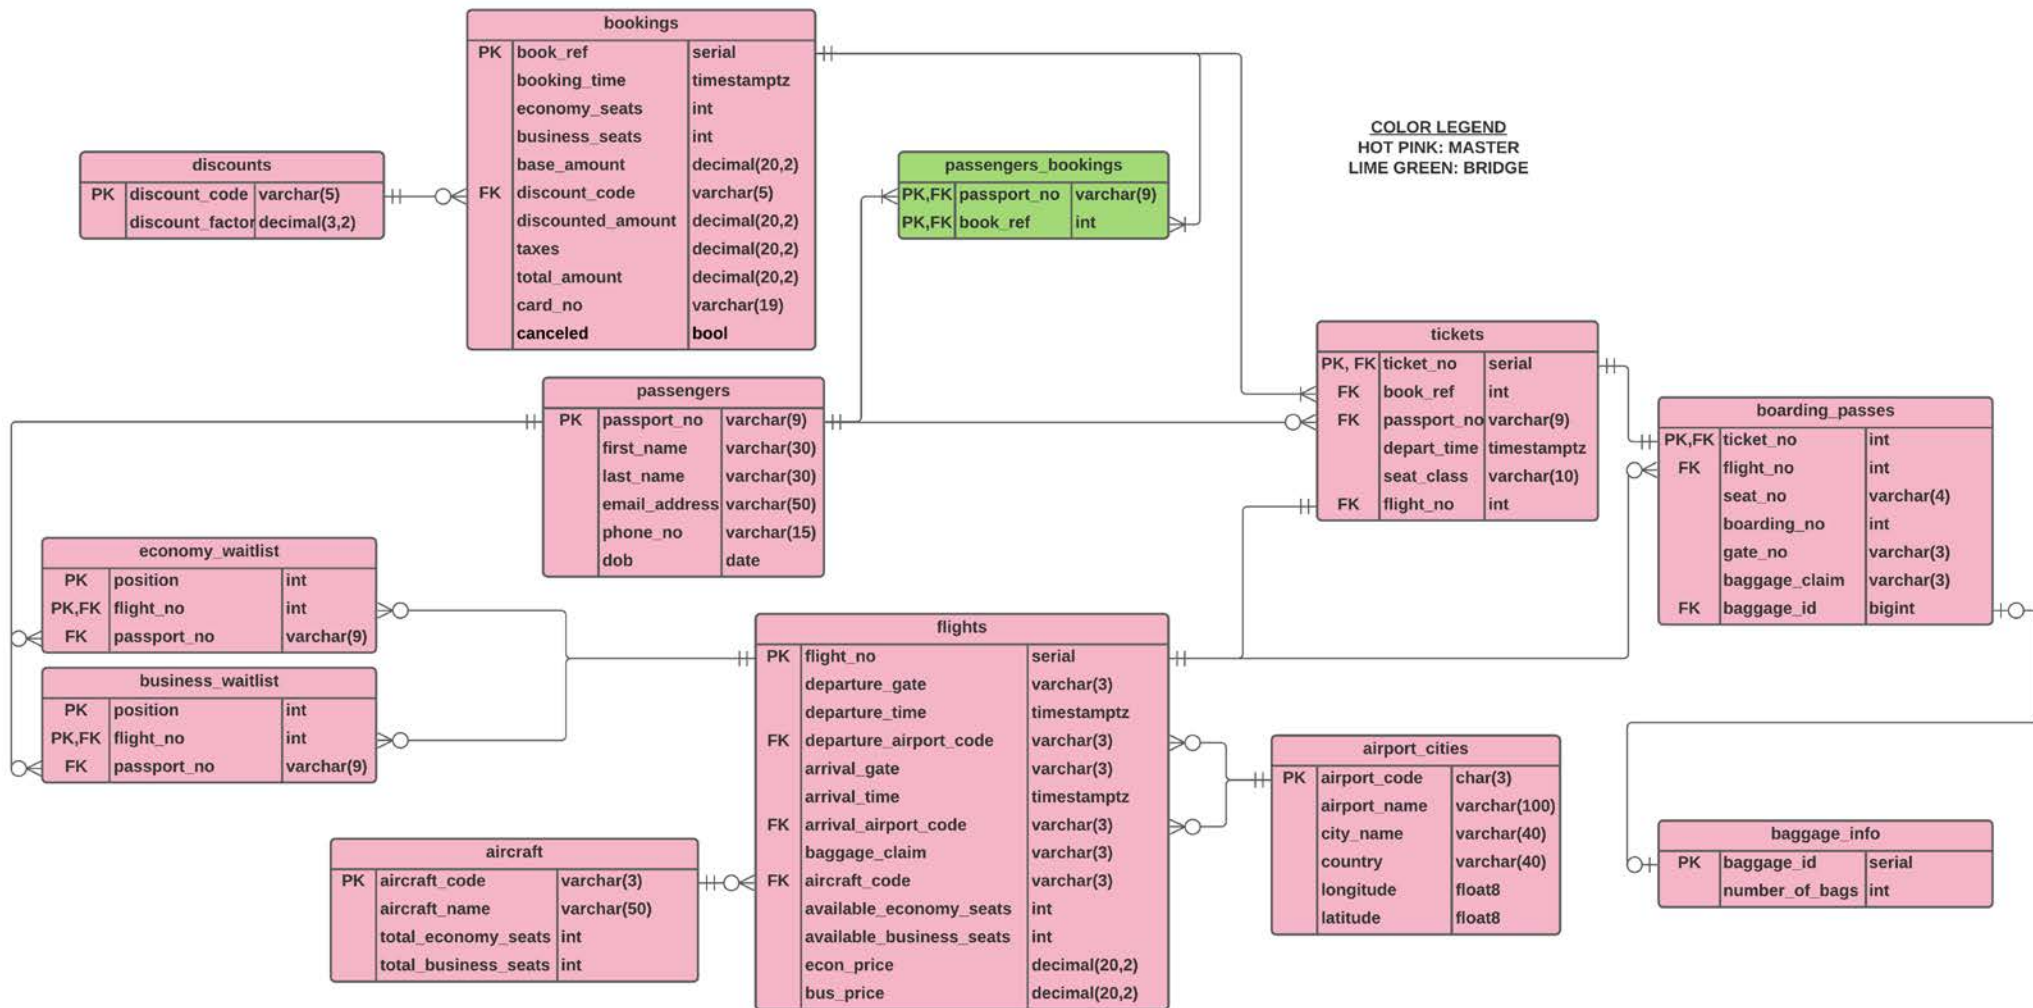 bookings
PK book_ref serial
booking_time timestamptz
economy_seats int
business_seats int
base_amount decimal(20,2)
FK discount_code varchar(5)
discounted_amount decimal(20,2)
taxes decimal(20,2)
total_amount decimal(20,2)
card_no varchar(19)
canceled bool
discounts
PK discount_code varchar(5)
discount_factor decimal(3,2)
passengers_bookings
PK,FK passport_no varchar(9)
PK,FK book_ref int
COLOR LEGEND
HOT PINK: MASTER
LIME GREEN: BRIDGE
tickets
PK, FK ticket_no serial
FK book_ref int
FK passport_no varchar(9)
depart_time timestamptz
seat_class varchar(10)
FK flight_no int
passengers
PK passport_no varchar(9)
first_name varchar(30)
last_name varchar(30)
email_address varchar(50)
phone_no varchar(15)
dob date
boarding_passes
PK,FK ticket_no int
FK flight_no int
seat_no varchar(4)
boarding_no int
gate_no varchar(3)
baggage_claim varchar(3)
FK baggage_id bigint
economy_waitlist
PK position int
PK,FK flight_no int
FK passport_no varchar(9)
business_waitlist
PK position int
PK,FK flight_no int
FK passport_no varchar(9)
flights
PK flight_no serial
departure_gate varchar(3)
departure_time timestamptz
FK departure_airport_code varchar(3)
arrival_gate varchar(3)
arrival_time timestamptz
FK arrival_airport_code varchar(3)
baggage_claim varchar(3)
FK aircraft_code varchar(3)
available_economy_seats int
available_business_seats int
econ_price decimal(20,2)
bus_price decimal(20,2)
airport_cities
PK airport_code char(3)
airport_name varchar(100)
city_name varchar(40)
country varchar(40)
longitude float8
latitude float8
aircraft
PK aircraft_code varchar(3)
aircraft_name varchar(50)
total_economy_seats int
total_business_seats int
baggage_info
PK baggage_id serial
number_of_bags int